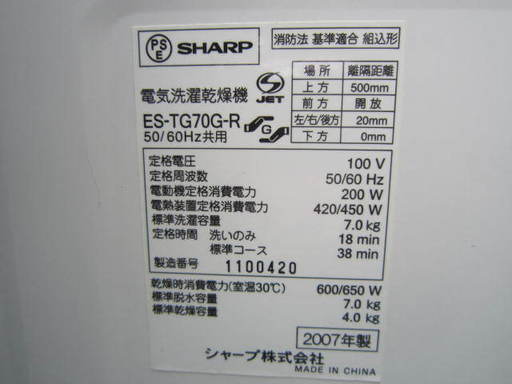 PS E SHARP
消防法 基準適合 組込形
場所 離隔距離
上方 500mm
前方 開放
左/右/後方 20mm
下方 0mm
電気洗濯乾燥機
S JET
ES-TG70G-R
50/60Hz共用
G
定格電圧 100 V
定格周波数 50/60 Hz
電動機定格消費電力 200 W
電熱装置定格消費電力 420/450 W
標準洗濯容量 7.0 kg
定格時間 洗いのみ 18 min
標準コース 38 min
製造番号 1100420
乾燥時消費電力(室温30℃) 600/650 W
標準脱水容量 7.0 kg
標準乾燥容量 4.0 kg
2007年製
シャープ株式会社